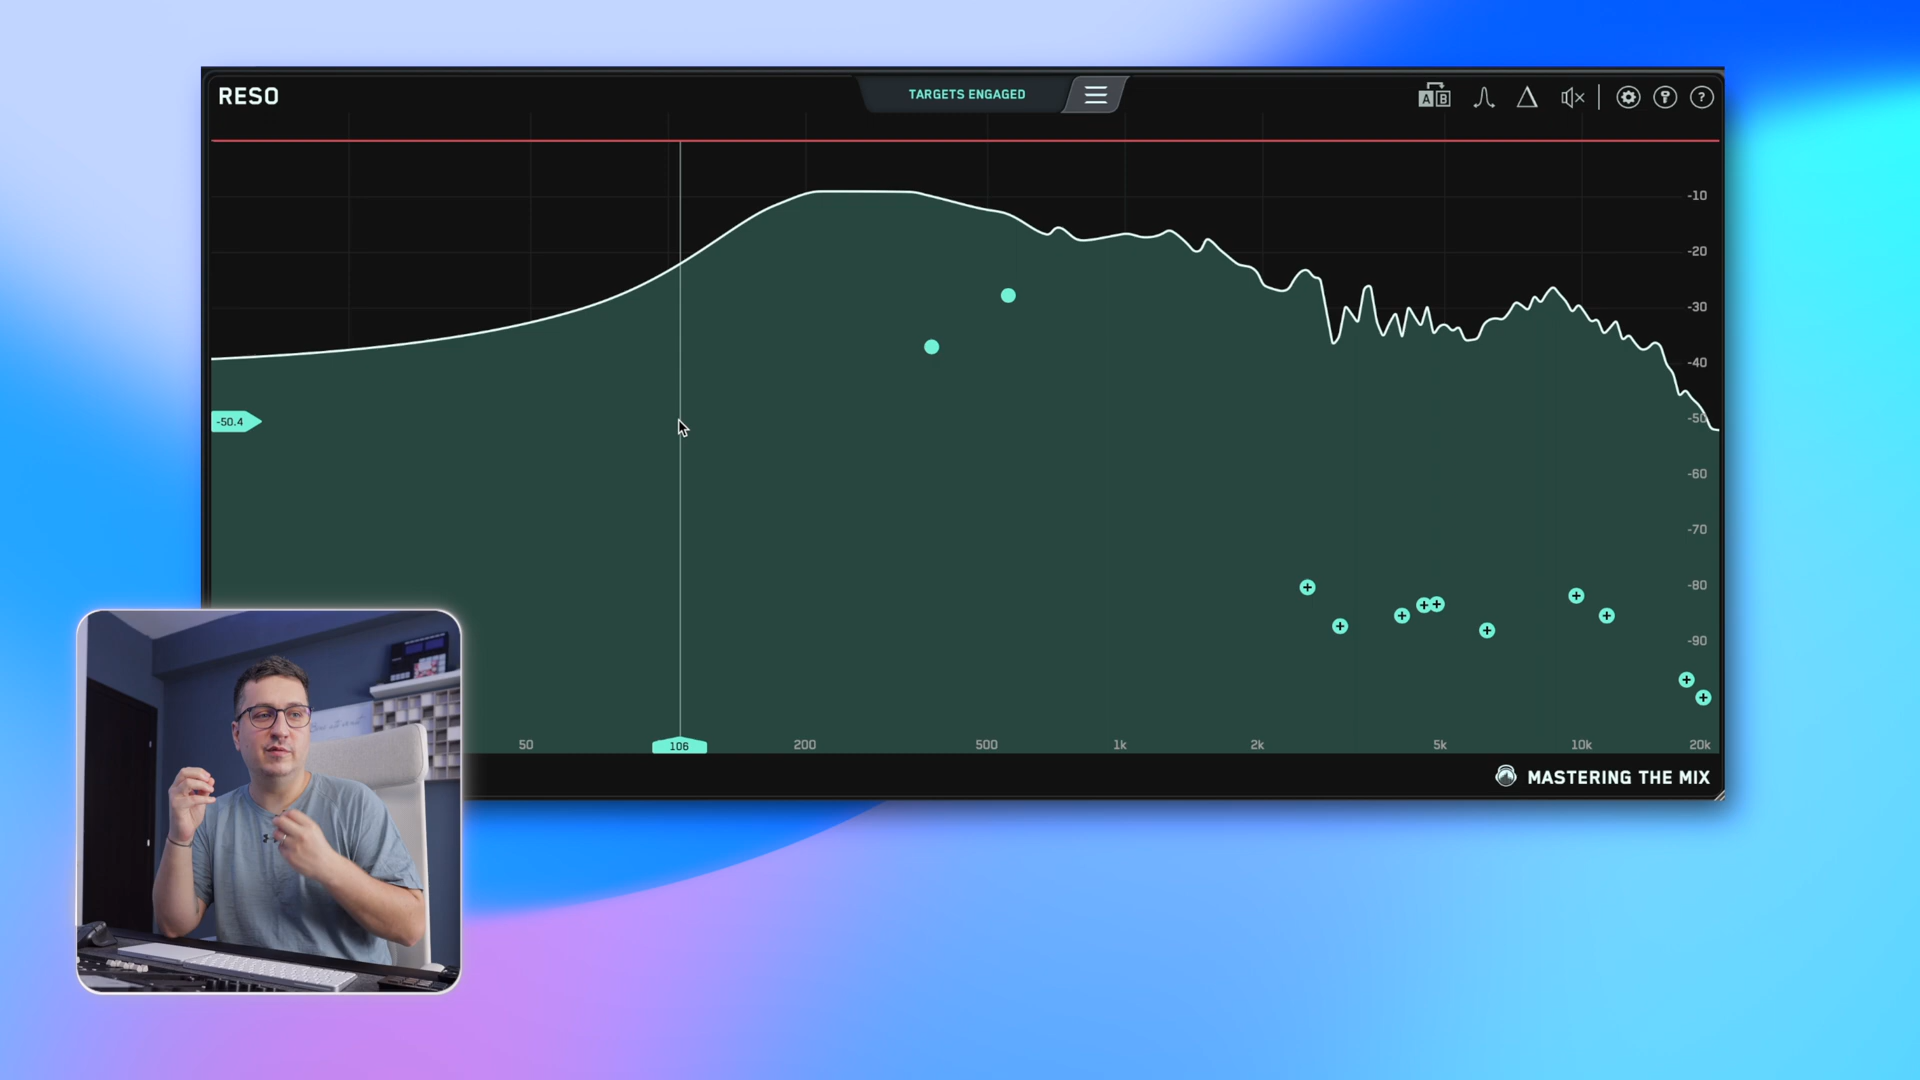 RESO
TARGETS ENGAGED
A B
?
-10
-20
-30
-40
-50.4
-50
-60
-70
-80
-90
50
106
200
500
1k
2k
5k
10k
20k
MASTERING THE MIX